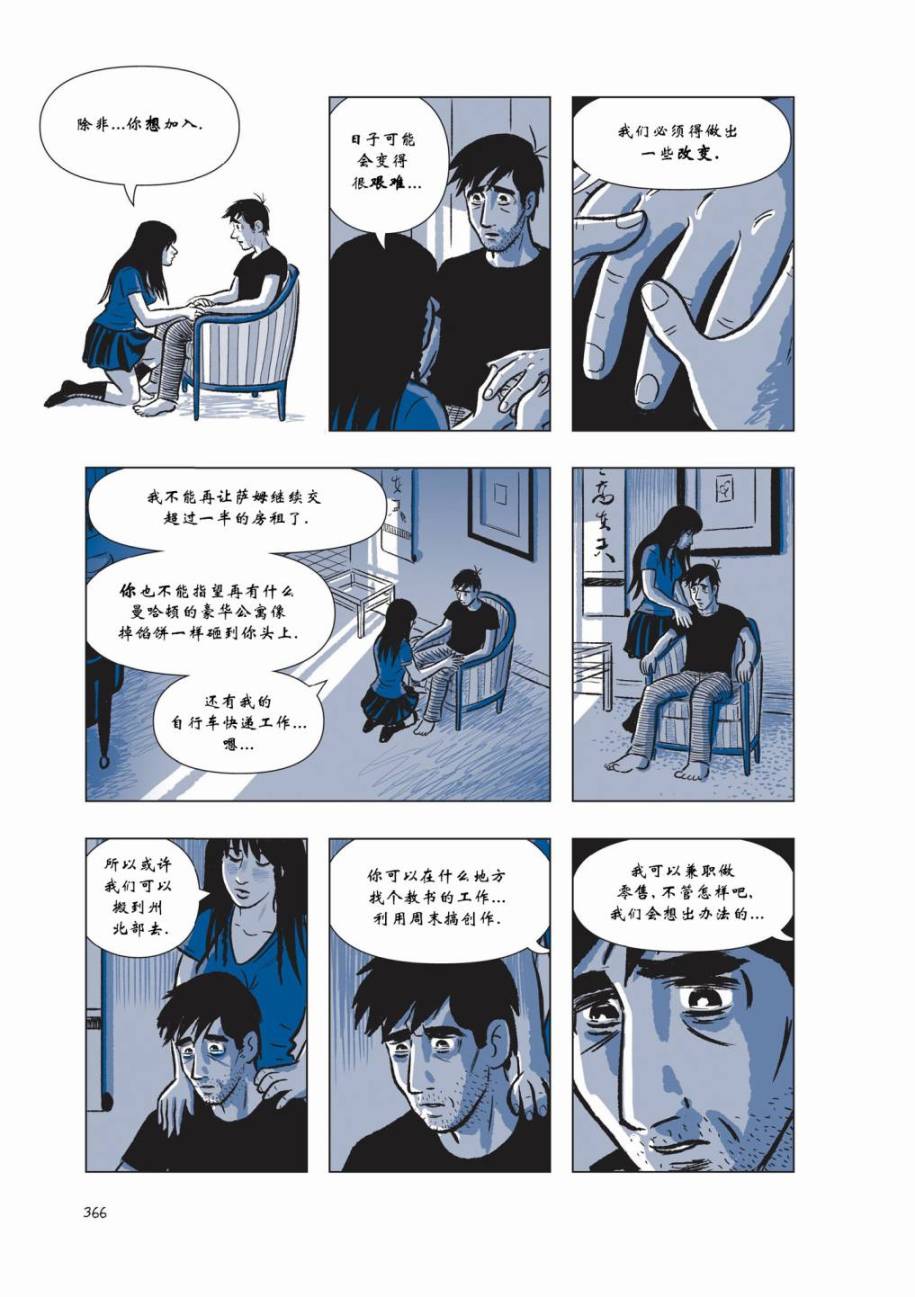 除非...你想加入.
日子可能
会变得
很艰难...
我们必须得做出
一些改变.
我不能再让萨姆继续交
超过一半的房租了.
你也不能指望再有什么
曼哈顿的豪华公寓像
掉馅饼一样砸到你头上.
还有我的
自行车快递工作...
嗯...
所以或许
我们可以
搬到州
北部去.
你可以在什么地方
找个教书的工作...
利用周末搞创作.
我可以兼职做
零售,不管怎样吧,
我们会想出办法的...
366